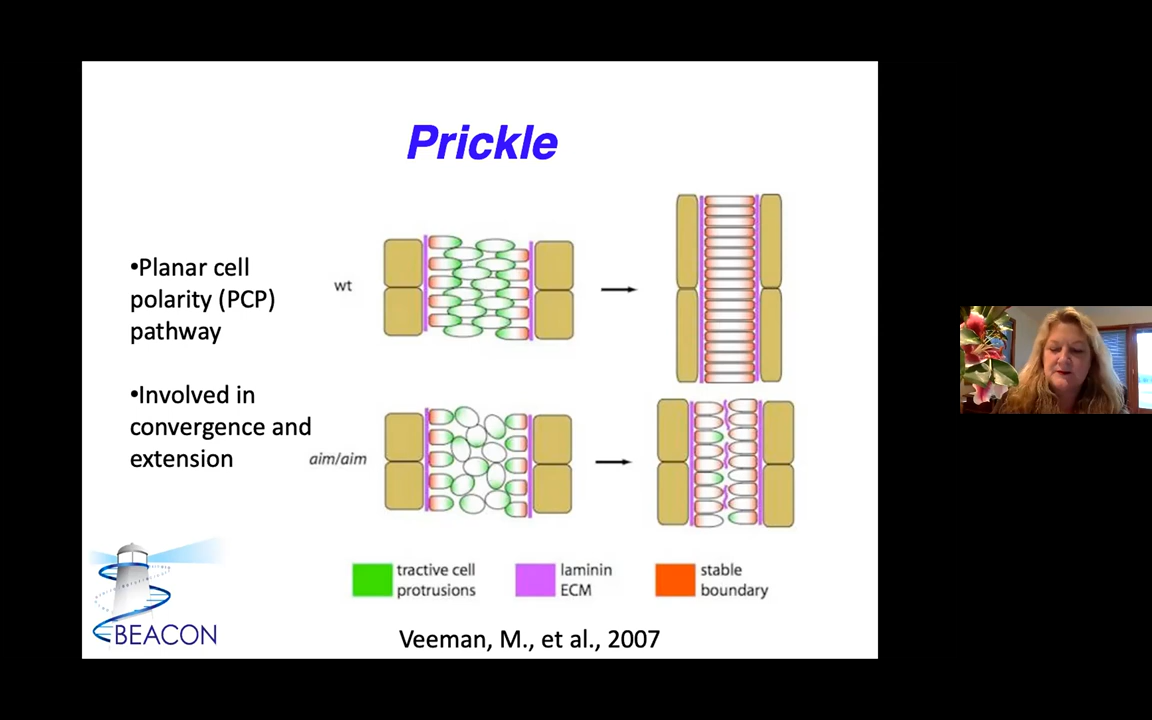 Prickle
•Planar cell
polarity (PCP)
pathway
•Involved in
convergence and
extension
wt
aim/aim
tractive cell
protrusions
laminin
ECM
stable
boundary
BEACON
Veeman, M., et al., 2007